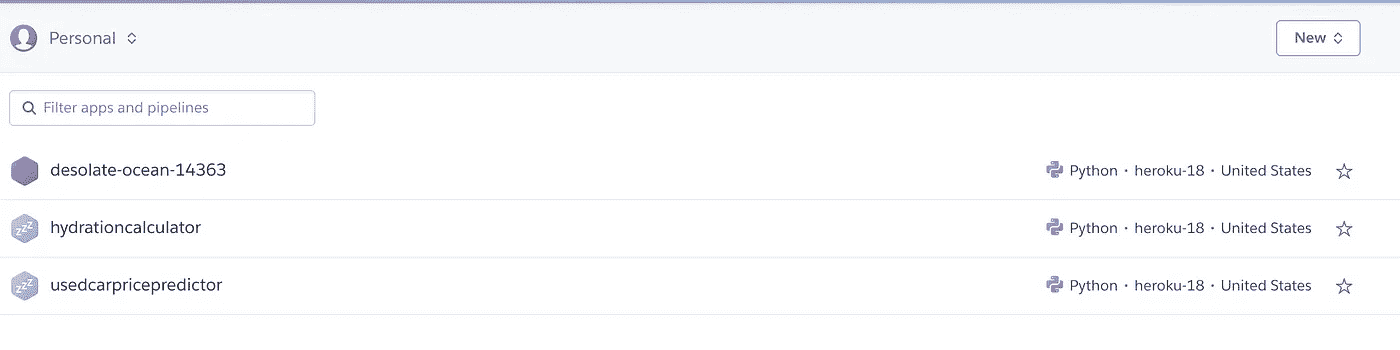 Personal
New
Filter apps and pipelines
desolate-ocean-14363 Python · heroku-18 · United States
zzz hydrationcalculator Python · heroku-18 · United States
zzz usedcarpricepredictor Python · heroku-18 · United States